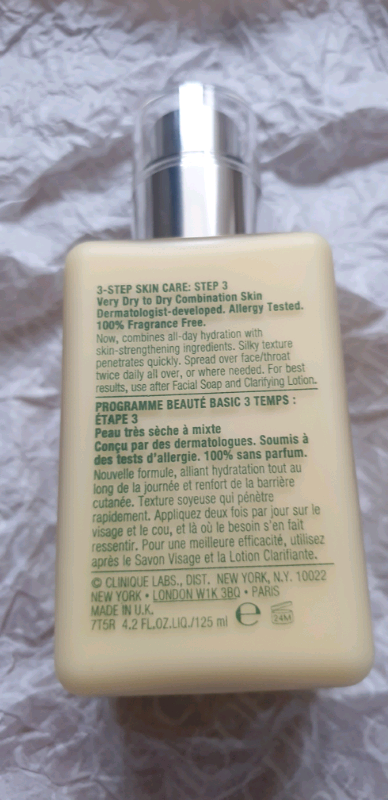 3-STEP SKIN CARE: STEP 3
Very Dry to Dry Combination Skin
Dermatologist-developed. Allergy Tested.
100% Fragrance Free.
Now, combines all-day hydration with
skin-strengthening ingredients. Silky texture
penetrates quickly. Spread over face/throat
twice daily all over, or where needed. For best
results, use after Facial Soap and Clarifying Lotion.
PROGRAMME BEAUTÉ BASIC 3 TEMPS :
ÉTAPE 3
Peau très sèche à mixte
Conçu par des dermatologues. Soumis à
des tests d'allergie. 100% sans parfum.
Nouvelle formule, alliant hydratation tout au
long de la journée et renfort de la barrière
cutanée. Texture soyeuse qui pénètre
rapidement. Appliquez deux fois par jour sur le
visage et le cou, et là où le besoin s'en fait
ressentir. Pour une meilleure efficacité, utilisez
après le Savon Visage et la Lotion Clarifiante.
© CLINIQUE LABS., DIST. NEW YORK, N.Y. 10022
NEW YORK • LONDON W1K 3BQ • PARIS
MADE IN U.K.
7T5R 4.2 FL.OZ.LIQ./125 ml ℮ 24M